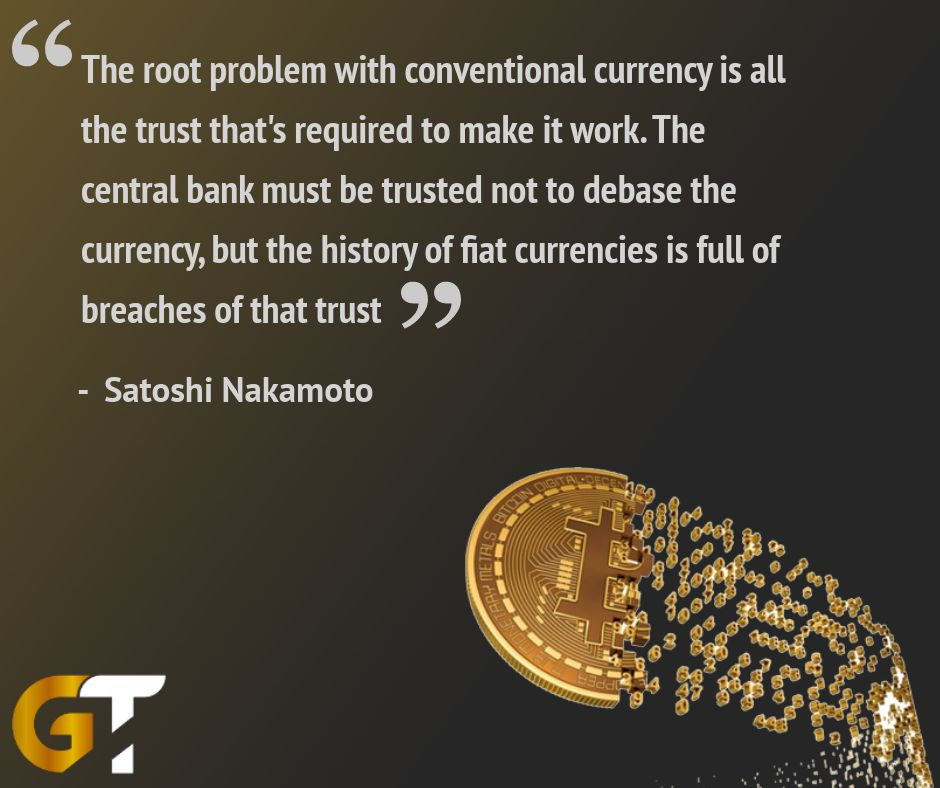 “ The root problem with conventional currency is all
the trust that's required to make it work. The
central bank must be trusted not to debase the
currency, but the history of fiat currencies is full of
breaches of that trust ”
- Satoshi Nakamoto
BITCOIN DIGITAL • DECEN
METALS
GT